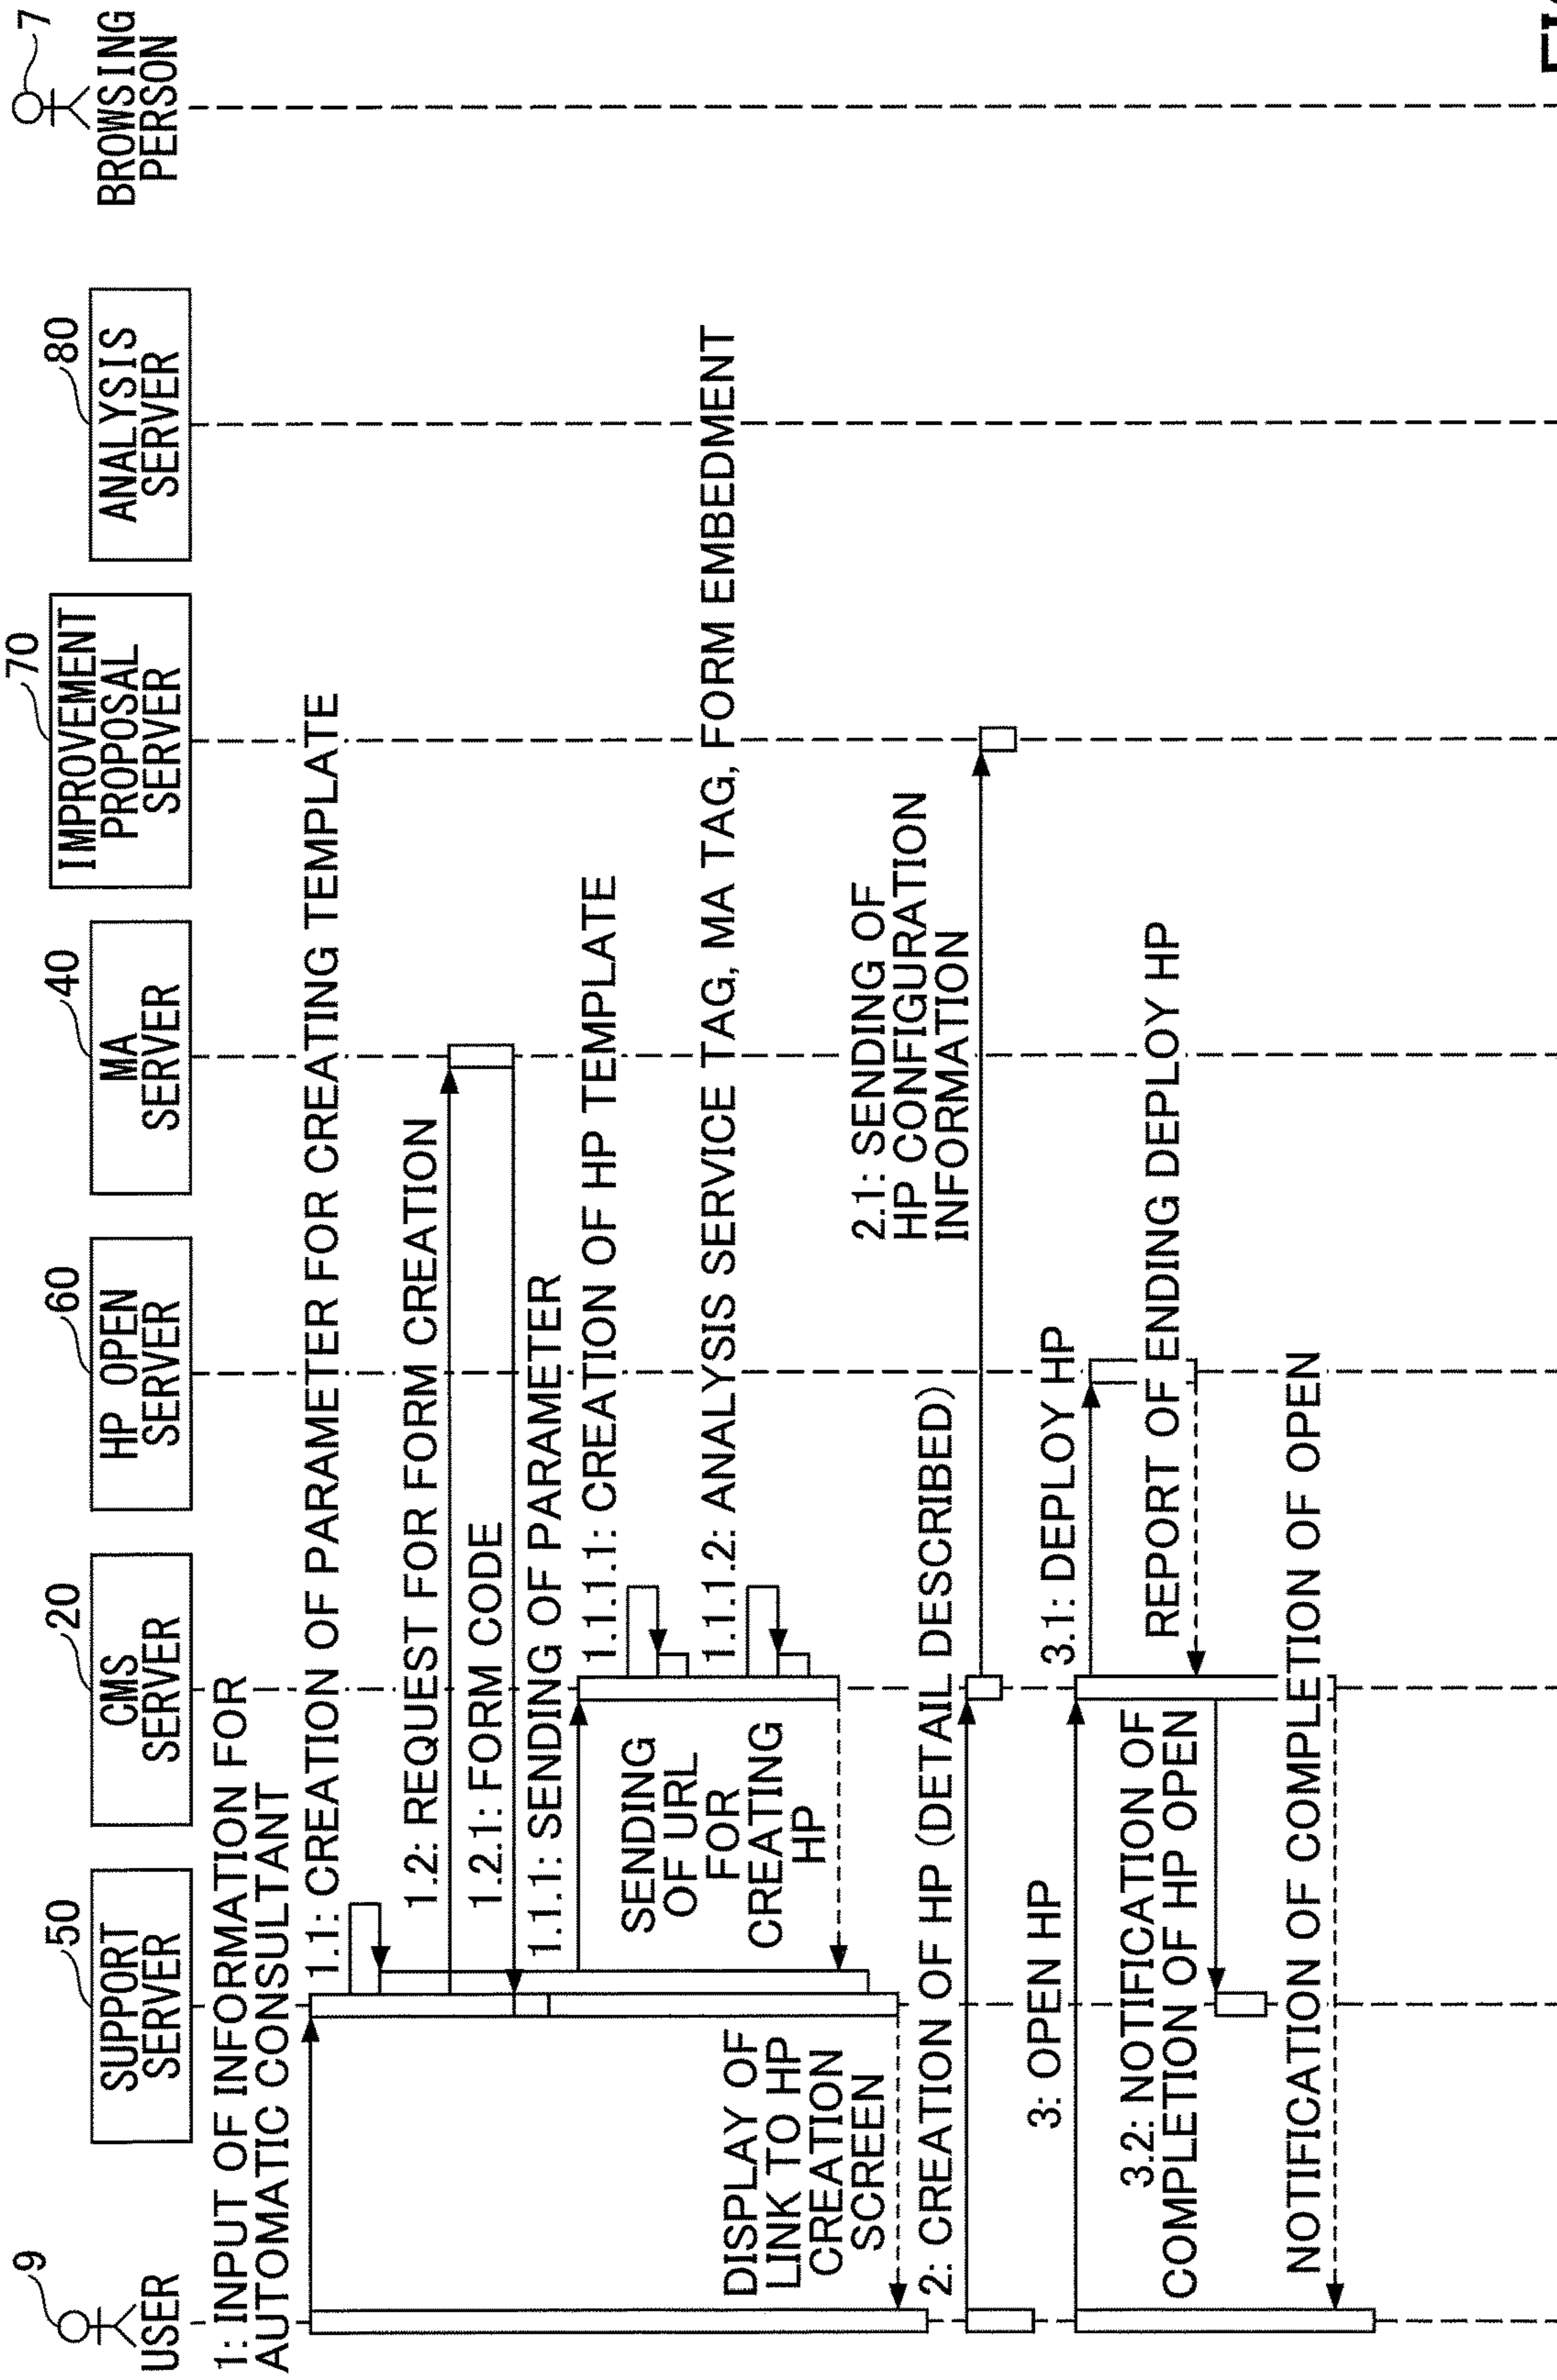 9
USER
50
SUPPORT
SERVER
20
CMS
SERVER
60
HP OPEN
SERVER
40
MA
SERVER
70
IMPROVEMENT
PROPOSAL
SERVER
80
ANALYSIS
SERVER
7
BROWSING
PERSON
1: INPUT OF INFORMATION FOR
AUTOMATIC CONSULTANT
1.1: CREATION OF PARAMETER FOR CREATING TEMPLATE
1.2: REQUEST FOR FORM CREATION
1.2.1: FORM CODE
1.1.1: SENDING OF PARAMETER
1.1.1.1: CREATION OF HP TEMPLATE
SENDING
OF URL
FOR
CREATING
HP
1.1.1.2: ANALYSIS SERVICE TAG, MA TAG, FORM EMBEDMENT
DISPLAY OF
LINK TO HP
CREATION
SCREEN
2: CREATION OF HP (DETAIL DESCRIBED)
2.1: SENDING OF
HP CONFIGURATION
INFORMATION
3: OPEN HP
3.1: DEPLOY HP
REPORT OF ENDING DEPLOY HP
3.2: NOTIFICATION OF
COMPLETION OF HP OPEN
NOTIFICATION OF COMPLETION OF OPEN